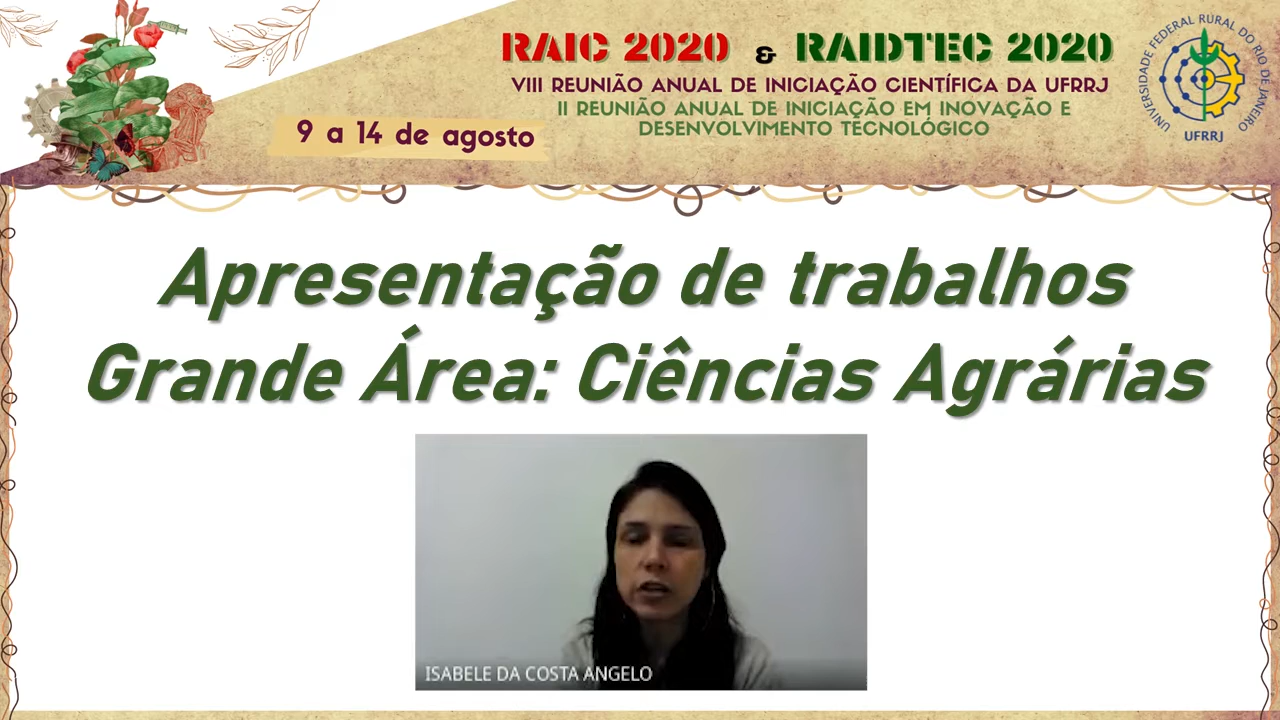 RAIC 2020 & RAIDTEC 2020
VIII REUNIÃO ANUAL DE INICIAÇÃO CIENTÍFICA DA UFRRJ
II REUNIÃO ANUAL DE INICIAÇÃO EM INOVAÇÃO E
DESENVOLVIMENTO TECNOLÓGICO
9 a 14 de agosto
UNIVERSIDADE FEDERAL RURAL DO RIO DE JANEIRO
UFRRJ
Apresentação de trabalhos
Grande Área: Ciências Agrárias
ISABELE DA COSTA ANGELO